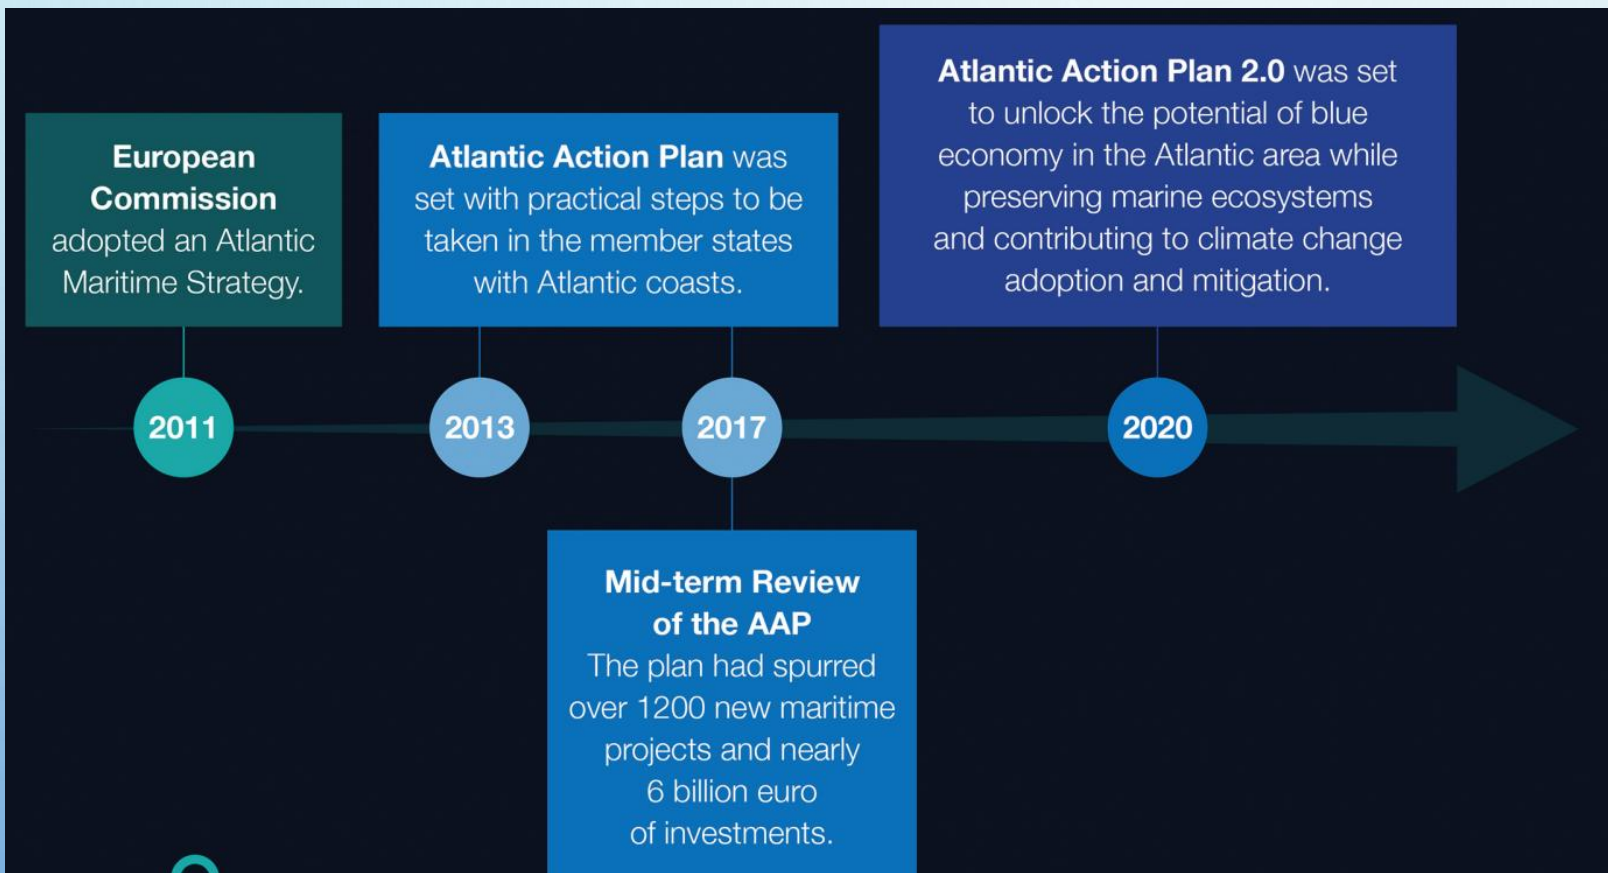 European
Commission
adopted an Atlantic
Maritime Strategy.
Atlantic Action Plan was
set with practical steps to be
taken in the member states
with Atlantic coasts.
Atlantic Action Plan 2.0 was set
to unlock the potential of blue
economy in the Atlantic area while
preserving marine ecosystems
and contributing to climate change
adoption and mitigation.
2011
2013
2017
2020
Mid-term Review
of the AAP
The plan had spurred
over 1200 new maritime
projects and nearly
6 billion euro
of investments.